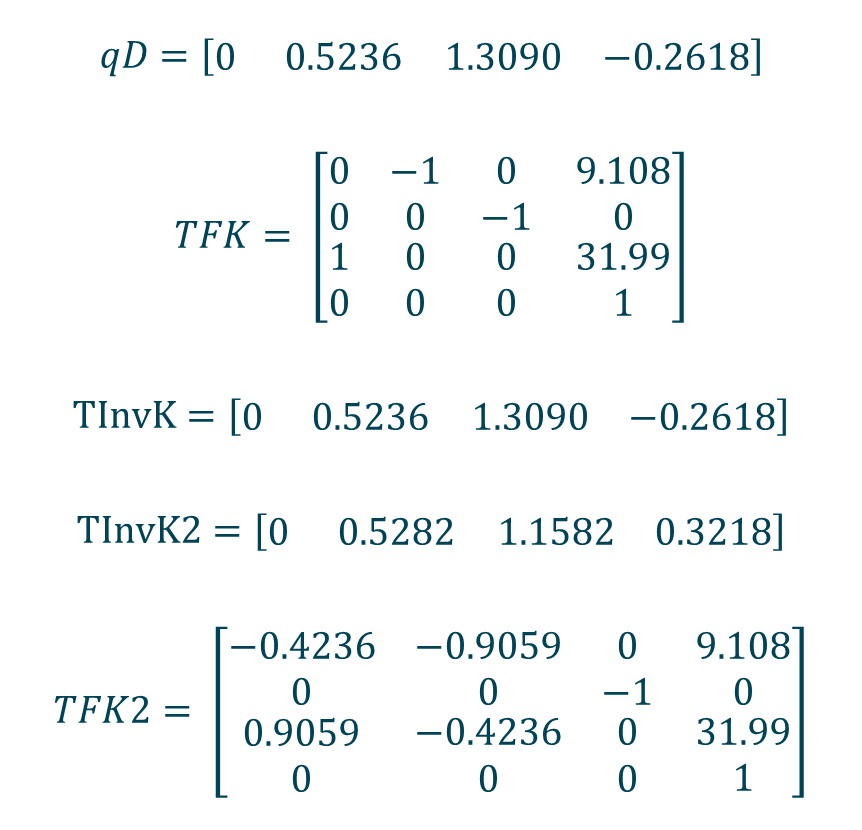 qD = [0 0.5236 1.3090 −0.2618]
TFK = [0 −1 0 9.108
0 0 −1 0
1 0 0 31.99
0 0 0 1]
TInvK = [0 0.5236 1.3090 −0.2618]
TInvK2 = [0 0.5282 1.1582 0.3218]
TFK2 = [−0.4236 −0.9059 0 9.108
0 0 −1 0
0.9059 −0.4236 0 31.99
0 0 0 1]